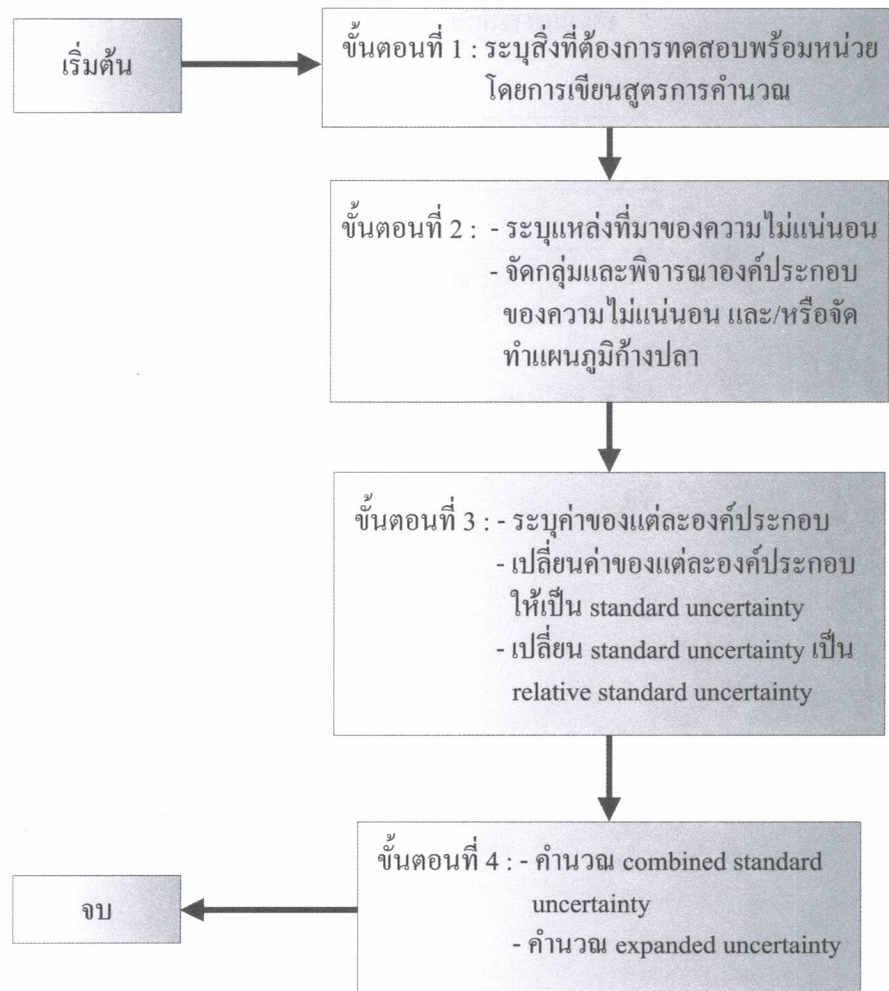 เริ่มต้น
ขั้นตอนที่ 1 : ระบุสิ่งที่ต้องการทดสอบพร้อมหน่วย
โดยการเขียนสูตรการคำนวณ
ขั้นตอนที่ 2 : - ระบุแหล่งที่มาของความไม่แน่นอน
- จัดกลุ่มและพิจารณาองค์ประกอบ
ของความไม่แน่นอน และ/หรือจัด
ทำแผนภูมิก้างปลา
ขั้นตอนที่ 3 : - ระบุค่าของแต่ละองค์ประกอบ
- เปลี่ยนค่าของแต่ละองค์ประกอบ
ให้เป็น standard uncertainty
- เปลี่ยน standard uncertainty เป็น
relative standard uncertainty
ขั้นตอนที่ 4 : - คำนวณ combined standard
uncertainty
- คำนวณ expanded uncertainty
จบ